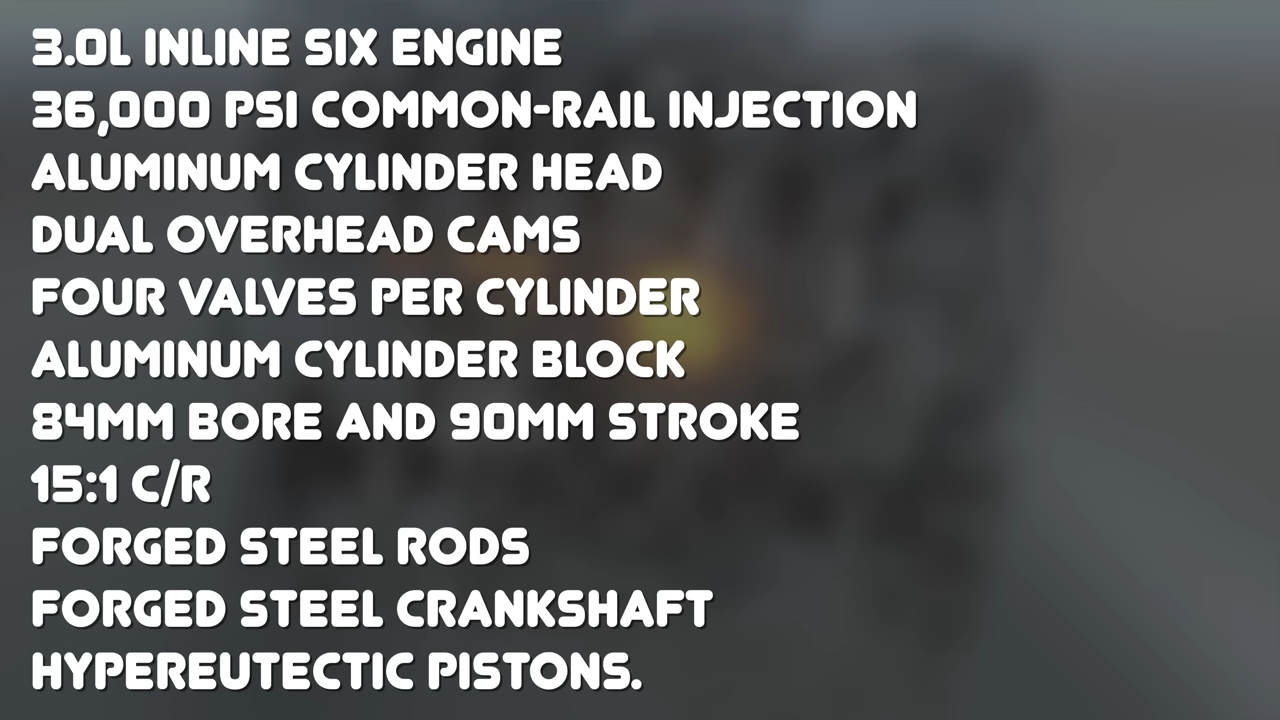 3.0L INLINE SIX ENGINE
36,000 PSI COMMON-RAIL INJECTION
ALUMINUM CYLINDER HEAD
DUAL OVERHEAD CAMS
FOUR VALVES PER CYLINDER
ALUMINUM CYLINDER BLOCK
84MM BORE AND 90MM STROKE
15:1 C/R
FORGED STEEL RODS
FORGED STEEL CRANKSHAFT
HYPEREUTECTIC PISTONS.